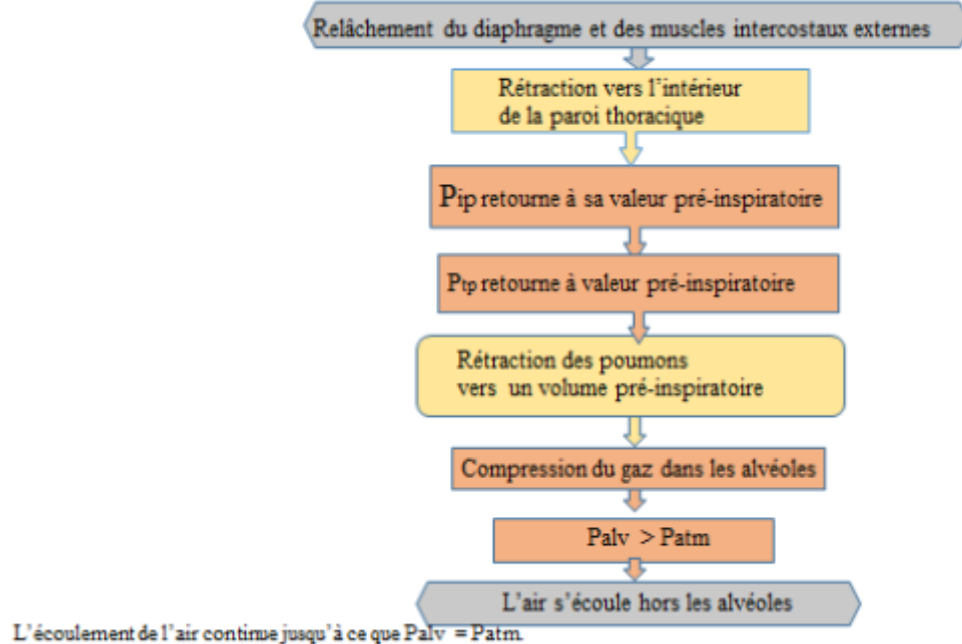 Relâchement du diaphragme et des muscles intercostaux externes
Rétraction vers l'intérieur
de la paroi thoracique
Pip retourne à sa valeur pré-inspiratoire
Ptp retourne à valeur pré-inspiratoire
Rétraction des poumons
vers un volume pré-inspiratoire
Compression du gaz dans les alvéoles
Palv > Patm
L'air s'écoule hors les alvéoles
L'écoulement de l'air continue jusqu'à ce que Palv = Patm.